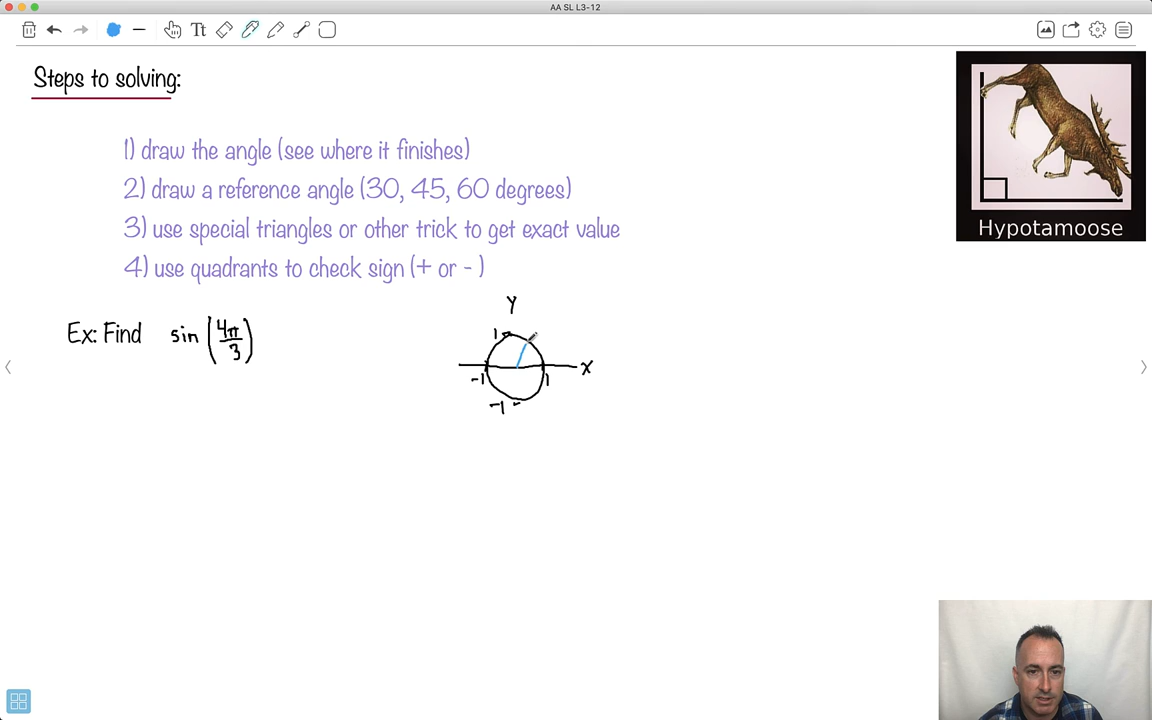 AA SL L3-12
Tt
Steps to solving:
1) draw the angle (see where it finishes)
2) draw a reference angle (30, 45, 60 degrees)
3) use special triangles or other trick to get exact value
4) use quadrants to check sign (+ or - )
Hypotamoose
Ex: Find sin(4π/3)
Y
1
-1
1
X
-1